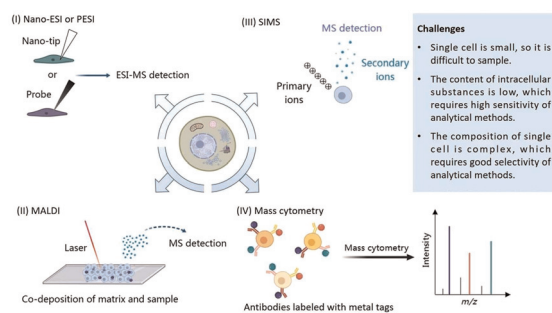 (I) Nano-ESI or PESI
Nano-tip
or
Probe
ESI-MS detection
(III) SIMS
MS detection
Secondary
ions
Primary
ions
Challenges
• Single cell is small, so it is
difficult to sample.
• The content of intracellular
substances is low, which
requires high sensitivity of
analytical methods.
• The composition of single
cell is complex, which
requires good selectivity of
analytical methods.
(II) MALDI
Laser
MS detection
Co-deposition of matrix and sample
(IV) Mass cytometry
Mass cytometry
Antibodies labeled with metal tags
Intensity
m/z